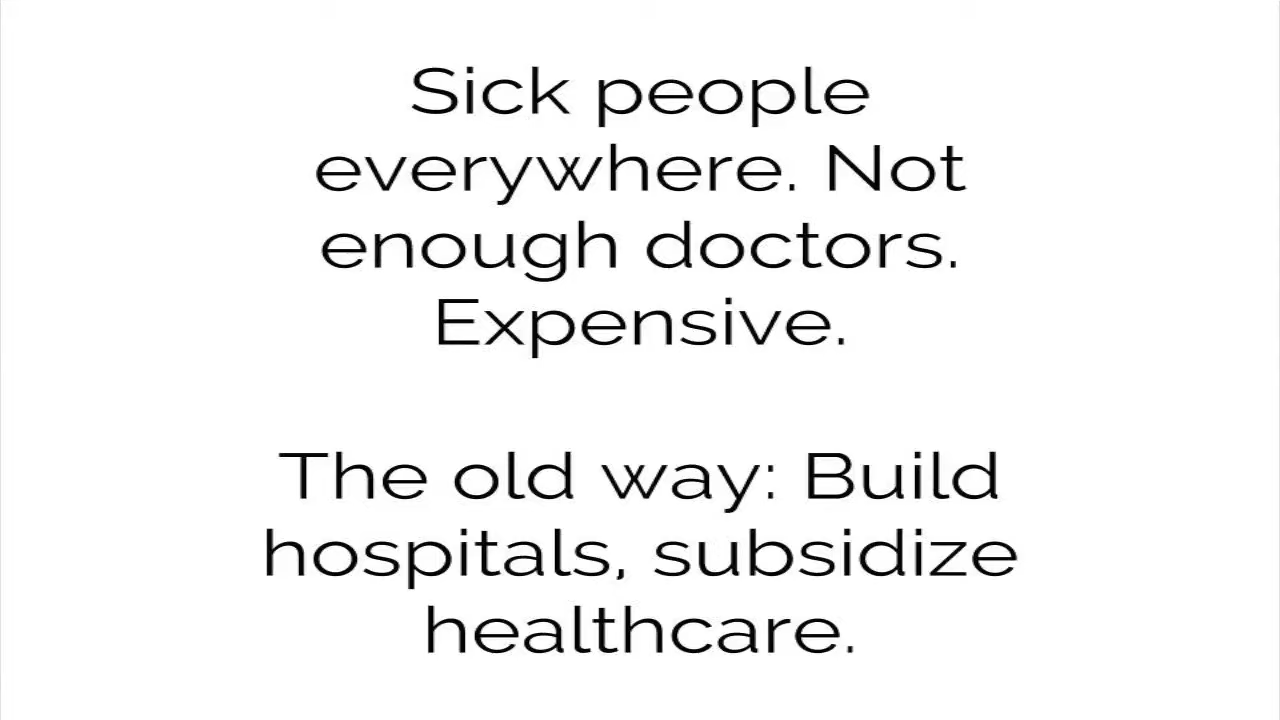 Sick people
everywhere. Not
enough doctors.
Expensive.
The old way: Build
hospitals, subsidize
healthcare.